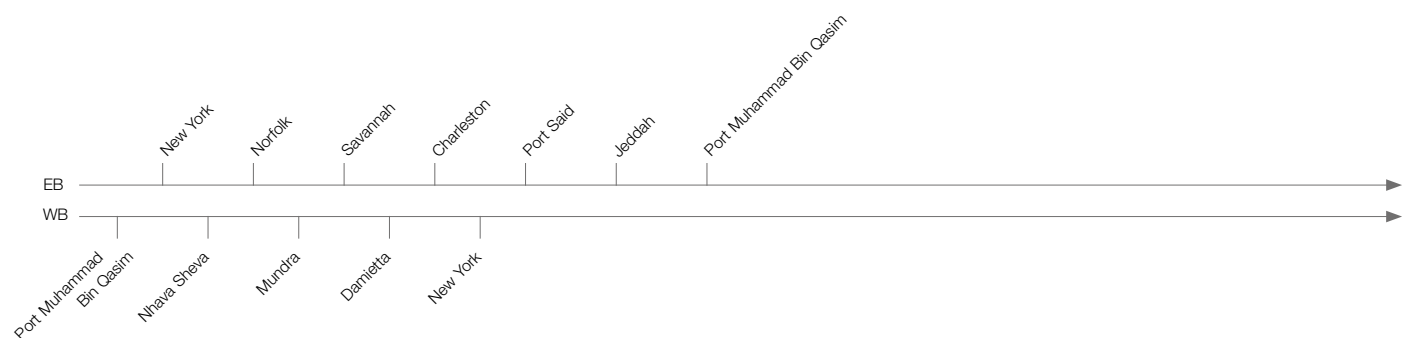 New York
Norfolk
Savannah
Charleston
Port Said
Jeddah
Port Muhammad Bin Qasim
EB
WB
Port Muhammad
Bin Qasim
Nhava Sheva
Mundra
Damietta
New York